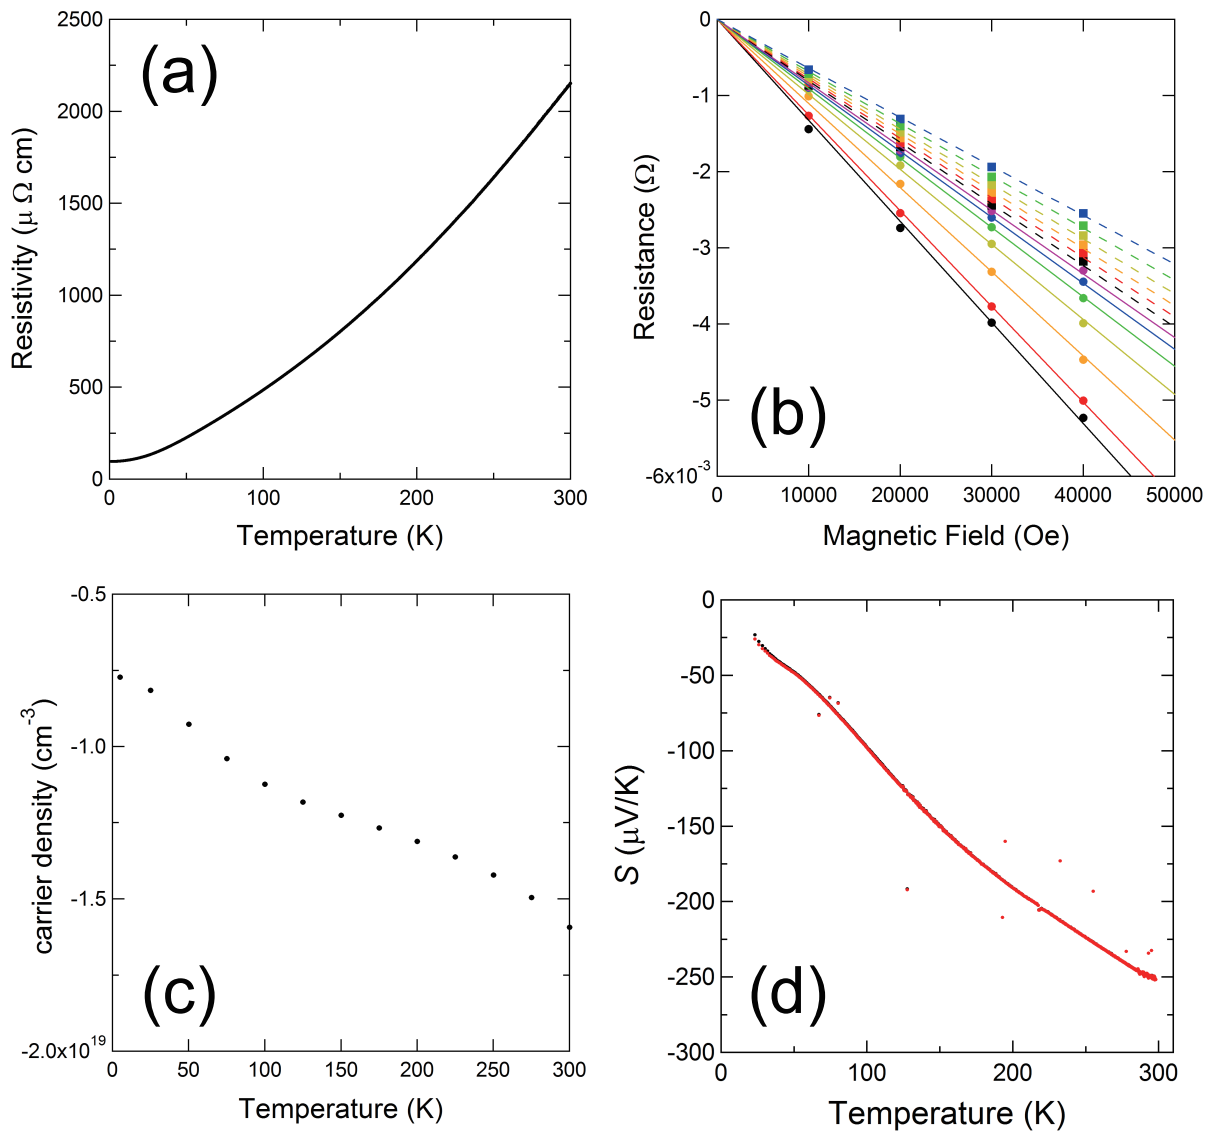 2500
2000
1500
1000
500
0
Resistivity (μ Ω cm)
(a)
0 100 200 300
Temperature (K)
0
-1
-2
-3
-4
-5
-6x10⁻³
Resistance (Ω)
(b)
0 10000 20000 30000 40000 50000
Magnetic Field (Oe)
-0.5
-1.0
-1.5
-2.0x10¹⁹
carrier density (cm⁻³)
(c)
0 50 100 150 200 250 300
Temperature (K)
0
-50
-100
-150
-200
-250
-300
S (μV/K)
(d)
0 100 200 300
Temperature (K)